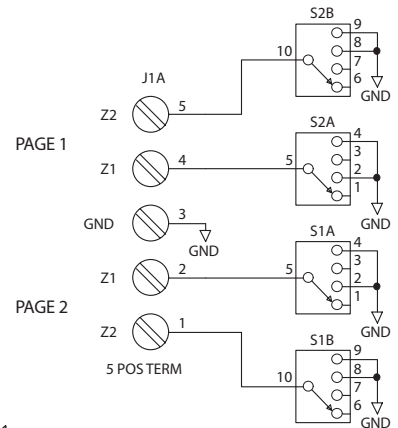 S2B
9
8
10
7
6
GND
J1A
Z2 5
PAGE 1
S2A
4
3
Z1 4 5
2
1
GND
GND 3
GND
S1A
4
3
Z1 2 5
2
1
GND
PAGE 2
Z2 1
S1B
9
8
5 POS TERM
10
7
6
GND